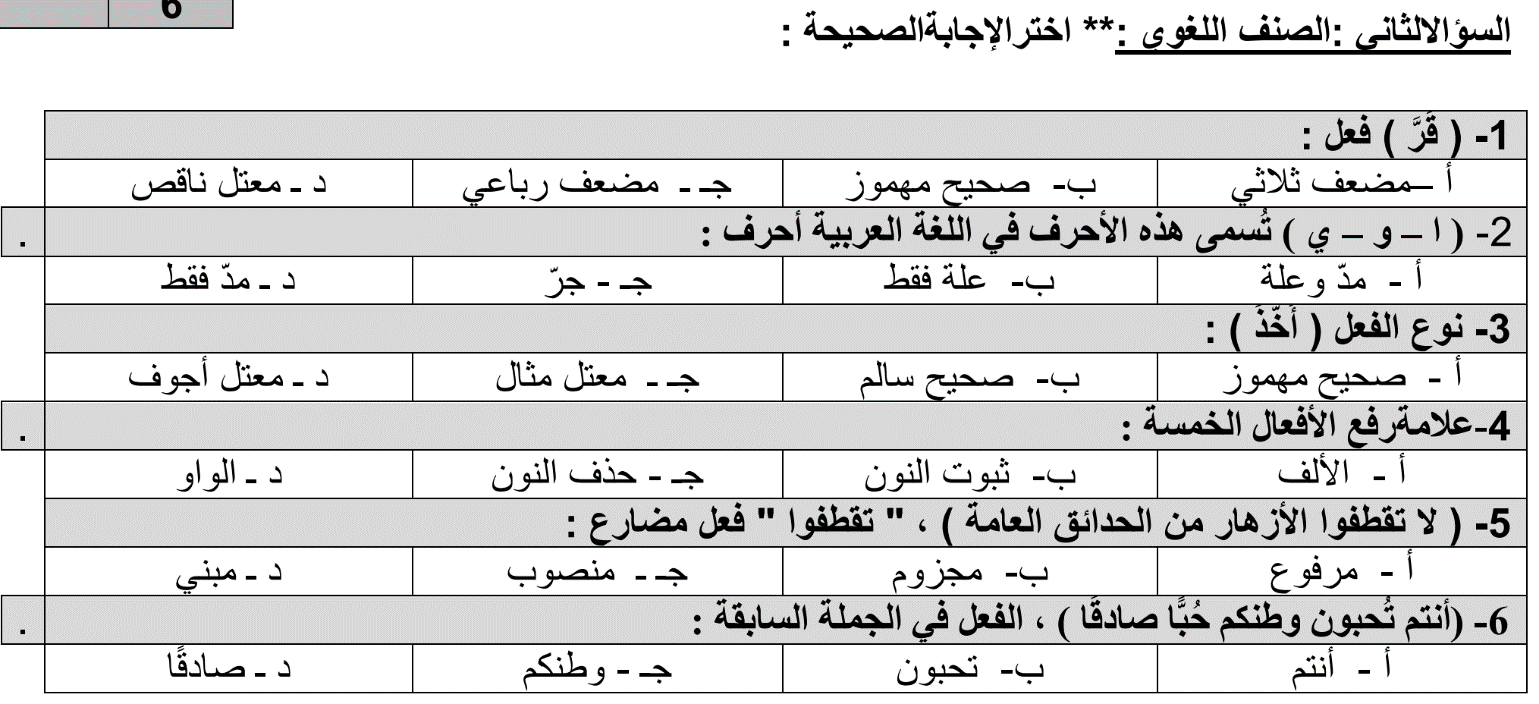 6
السؤالالثاني :الصنف اللغوي :** اخترالإجابةالصحيحة :
1- ( قَرَّ ) فعل :
أ –مضعف ثلاثي ب- صحيح مهموز جـ ـ مضعف رباعي د ـ معتل ناقص
2- ( ا – و – ي ) تُسمى هذه الأحرف في اللغة العربية أحرف : .
أ - مدّ وعلة ب- علة فقط جـ - جرّ د ـ مدّ فقط
3- نوع الفعل ( أَخَّذَ ) :
أ - صحيح مهموز ب- صحيح سالم جـ ـ معتل مثال د ـ معتل أجوف
4-علامةرفع الأفعال الخمسة : .
أ - الألف ب- ثبوت النون جـ - حذف النون د ـ الواو
5- ( لا تقطفوا الأزهار من الحدائق العامة ) ، " تقطفوا " فعل مضارع :
أ - مرفوع ب- مجزوم جـ ـ منصوب د ـ مبني
6- (أنتم تُحبون وطنكم حُبًّا صادقًا ) ، الفعل في الجملة السابقة : .
أ - أنتم ب- تحبون جـ - وطنكم د ـ صادقًا